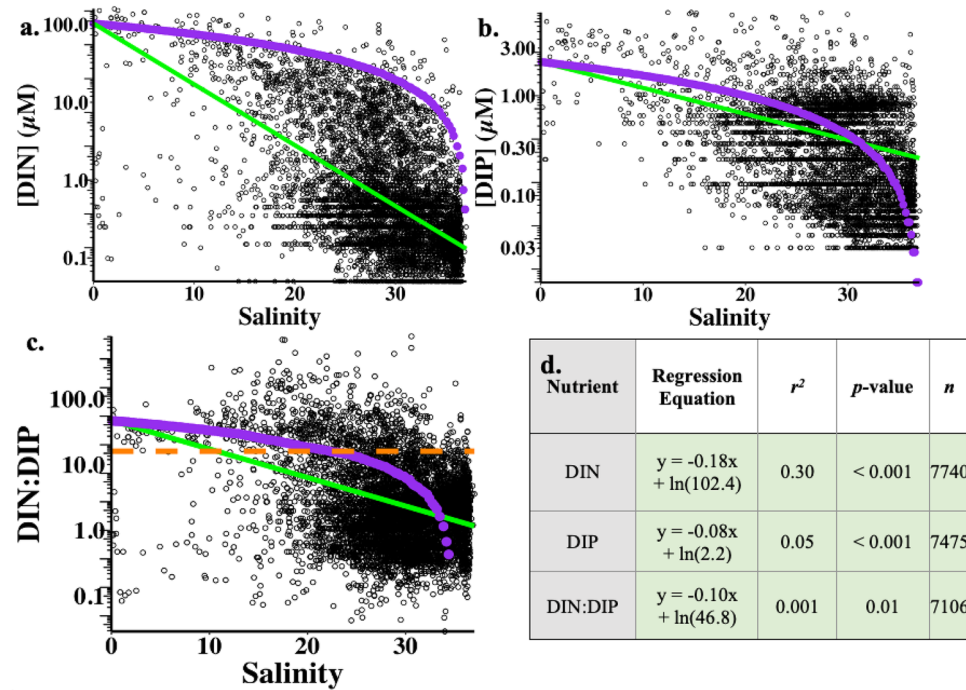 a.
100.0
10.0
1.0
0.1
[DIN] (µM)
0 10 20 30
Salinity
b.
3.00
1.00
0.30
0.10
0.03
[DIP] (µM)
0 10 20 30
Salinity
c.
100.0
10.0
1.0
0.1
DIN:DIP
0 10 20 30
Salinity
d.
Nutrient Regression Equation r² p-value n
DIN y = -0.18x + ln(102.4) 0.30 < 0.001 7740
DIP y = -0.08x + ln(2.2) 0.05 < 0.001 7475
DIN:DIP y = -0.10x + ln(46.8) 0.001 0.01 7106